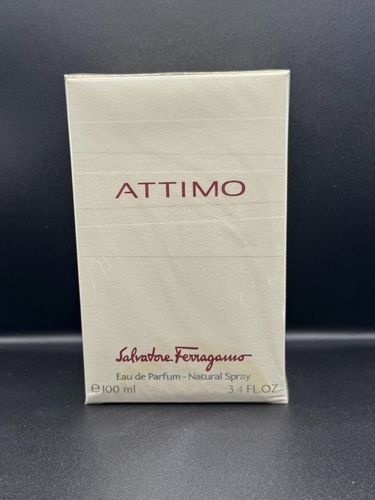 ATTIMO
Salvatore Ferragamo
Eau de Parfum - Natural Spray
℮ 100 ml 3.4 FL.OZ.